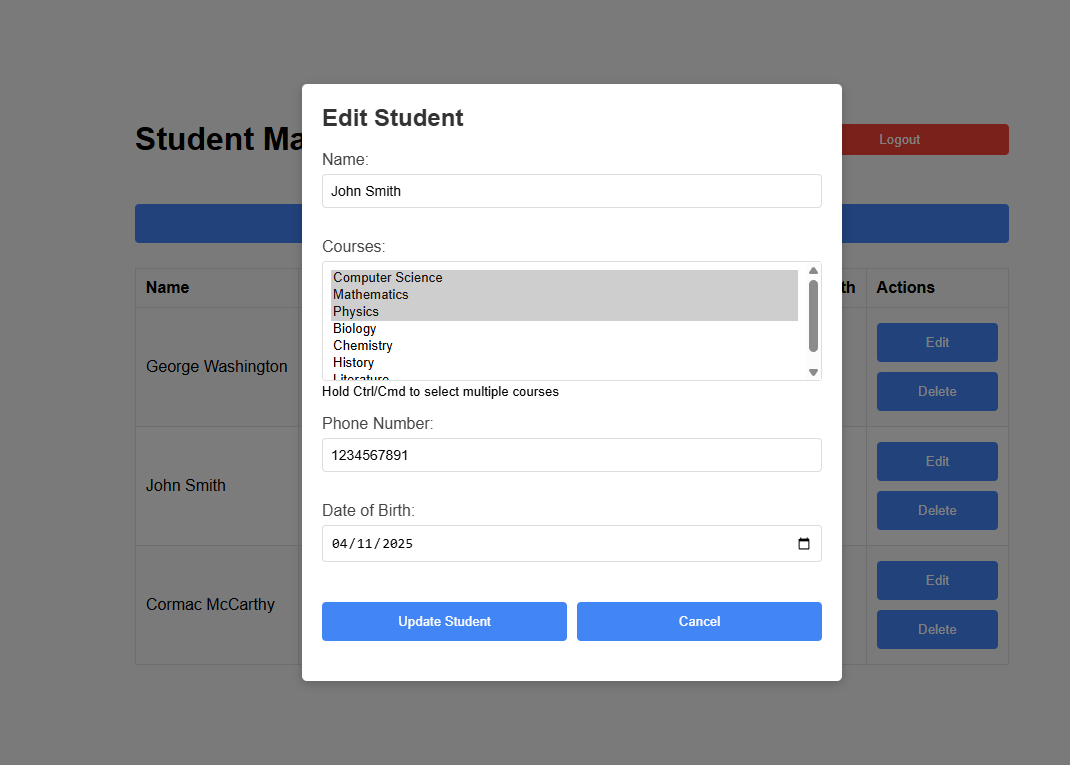 Edit Student
Student Ma
Logout
Name:
John Smith
Courses:
Computer Science
Mathematics
Physics
Biology
Chemistry
History
Literature
Hold Ctrl/Cmd to select multiple courses
Phone Number:
1234567891
Date of Birth:
04/11/2025
Update Student Cancel
Name th Actions
George Washington Edit
Delete
John Smith Edit
Delete
Cormac McCarthy Edit
Delete